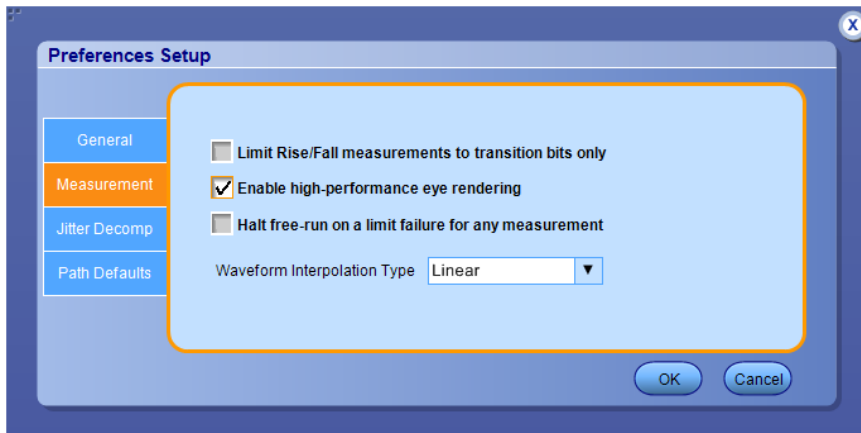 X
Preferences Setup
General
Measurement
Jitter Decomp
Path Defaults
Limit Rise/Fall measurements to transition bits only
Enable high-performance eye rendering
Halt free-run on a limit failure for any measurement
Waveform Interpolation Type Linear
OK Cancel